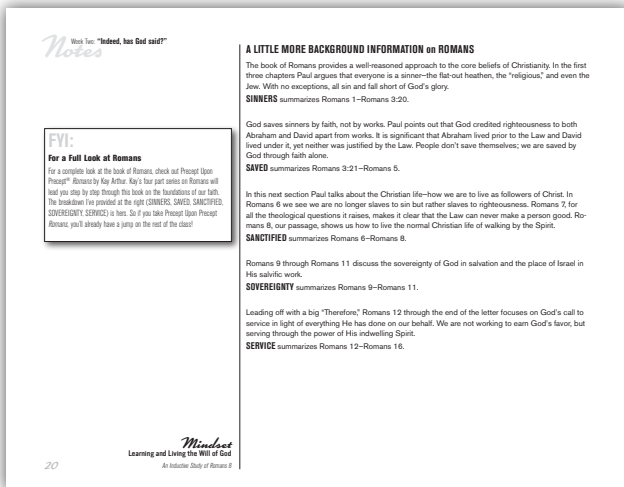 Week Two: "Indeed, has God said?"
Notes
FYI:
For a Full Look at Romans
For a complete look at the book of Romans, check out Precept Upon
Precept® Romans by Kay Arthur. Kay's four part series on Romans will
lead you step by step through this book on the foundations of our faith.
The breakdown I've provided at the right (SINNERS, SAVED, SANCTIFIED,
SOVEREIGNTY, SERVICE) is hers. So if you take Precept Upon Precept
Romans, you'll already have a jump on the rest of the class!
A LITTLE MORE BACKGROUND INFORMATION on ROMANS
The book of Romans provides a well-reasoned approach to the core beliefs of Christianity. In the first
three chapters Paul argues that everyone is a sinner–the flat-out heathen, the "religious," and even the
Jew. With no exceptions, all sin and fall short of God's glory.
SINNERS summarizes Romans 1–Romans 3:20.
God saves sinners by faith, not by works. Paul points out that God credited righteousness to both
Abraham and David apart from works. It is significant that Abraham lived prior to the Law and David
lived under it, yet neither was justified by the Law. People don't save themselves; we are saved by
God through faith alone.
SAVED summarizes Romans 3:21–Romans 5.
In this next section Paul talks about the Christian life–how we are to live as followers of Christ. In
Romans 6 we see we are no longer slaves to sin but rather slaves to righteousness. Romans 7, for
all the theological questions it raises, makes it clear that the Law can never make a person good. Ro-
mans 8, our passage, shows us how to live the normal Christian life of walking by the Spirit.
SANCTIFIED summarizes Romans 6–Romans 8.
Romans 9 through Romans 11 discuss the sovereignty of God in salvation and the place of Israel in
His salvific work.
SOVEREIGNTY summarizes Romans 9–Romans 11.
Leading off with a big "Therefore," Romans 12 through the end of the letter focuses on God's call to
service in light of everything He has done on our behalf. We are not working to earn God's favor, but
serving through the power of His indwelling Spirit.
SERVICE summarizes Romans 12–Romans 16.
Mindset
Learning and Living the Will of God
20
An Inductive Study of Romans 8